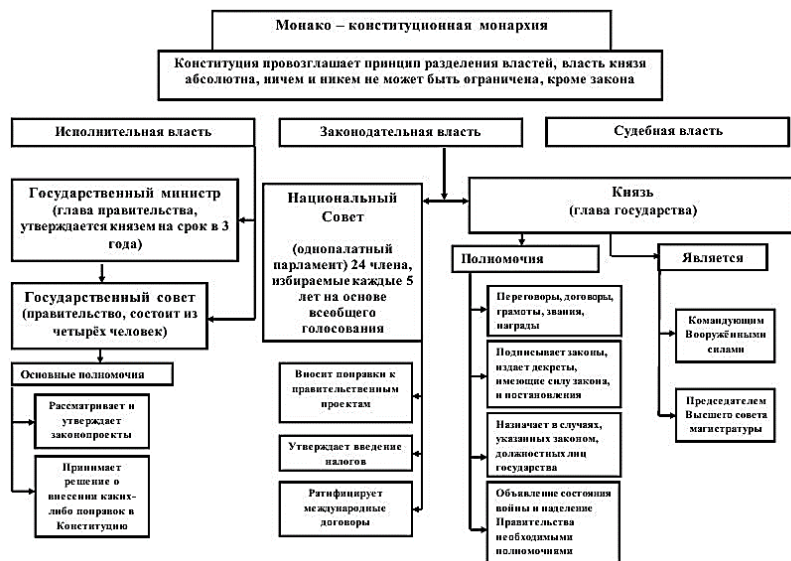 Монако – конституционная монархия
Конституция провозглашает принцип разделения властей, власть князя
абсолютна, ничем и никем не может быть ограничена, кроме закона
Исполнительная власть
Законодательная власть
Судебная власть
Государственный министр
(глава правительства,
утверждается князем на срок в 3
года)
Государственный совет
(правительство, состоит из
четырёх человек)
Основные полномочия
Рассматривает и
утверждает
законопроекты
Принимает
решение о
внесении каких-
либо поправок в
Конституцию
Национальный
Совет
(однопалатный
парламент) 24 члена,
избираемые каждые 5
лет на основе
всеобщего
голосования
Вносит поправки к
правительственным
проектам
Утверждает введение
налогов
Ратифицирует
международные
договоры
Князь
(глава государства)
Полномочия
Переговоры, договоры,
грамоты, звания,
награды
Подписывает законы,
издает декреты,
имеющие силу закона,
и постановления
Назначает в случаях,
указанных законом,
должностных лиц
государства
Объявление состояния
войны и наделение
Правительства
необходимыми
полномочиями
Является
Командующим
Вооружёнными
силами
Председателем
Высшего совета
магистратуры